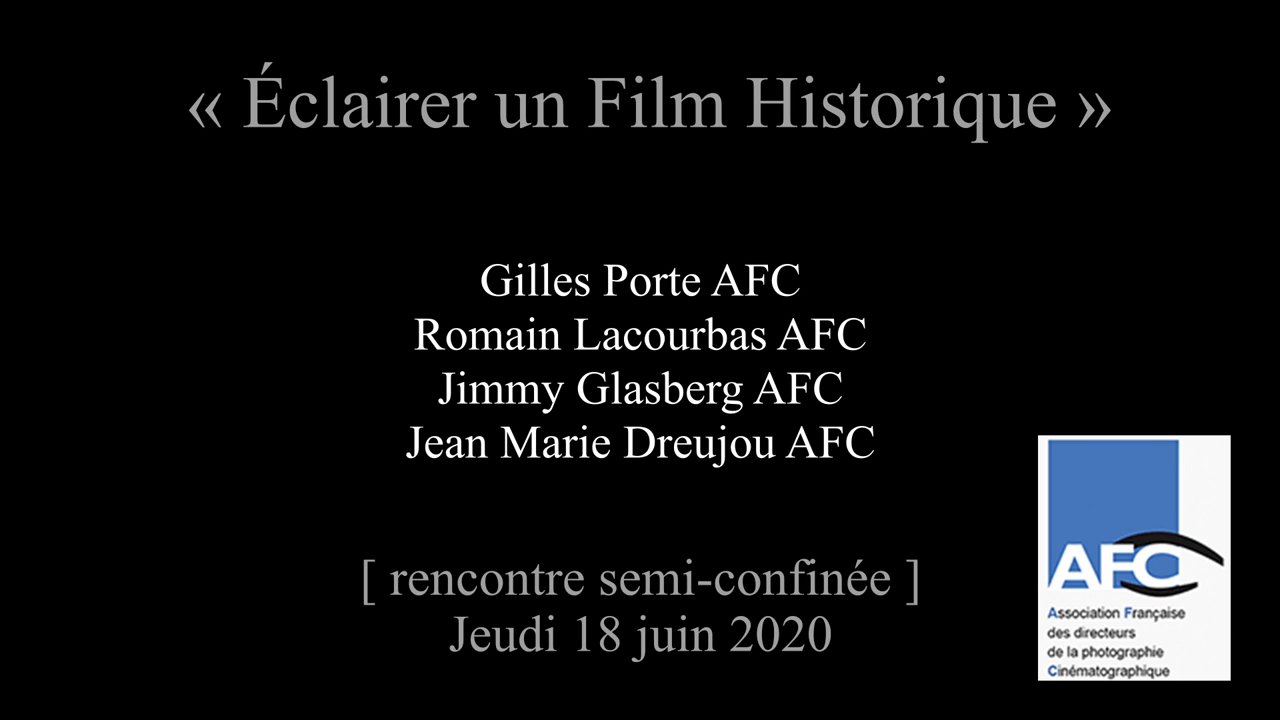 « Éclairer un Film Historique »
Gilles Porte AFC
Romain Lacourbas AFC
Jimmy Glasberg AFC
Jean Marie Dreujou AFC
[ rencontre semi-confinée ]
Jeudi 18 juin 2020
AFC
Association Française
des directeurs
de la photographie
Cinématographique